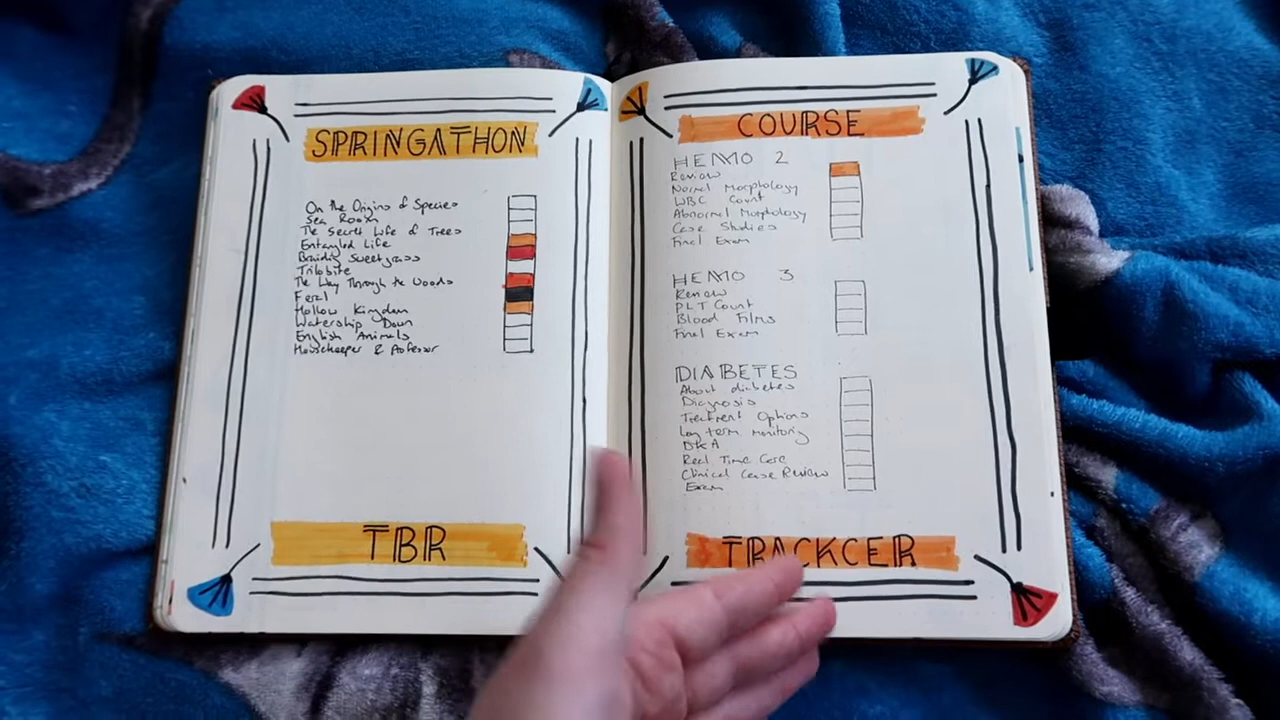 SPRINGATHON
On the Origins of Species
Sea Room
The Secret Life of Trees
Entangled Life
Braiding Sweetgrass
Trilobite
The Way Through the Woods
Feral
Hollow Kingdom
Watership Down
English Animals
Housekeeper & Professor
TBR
COURSE
HEMO 2
Review
Normal Morphology
WBC Count
Abnormal Morphology
Case Studies
Final Exam
HEMO 3
Review
PLT Count
Blood Films
Final Exam
DIABETES
About diabetes
Diagnosis
Treatment Options
Long term monitoring
DKA
Real Time Case
Clinical Case Review
Exam
TRACKCER